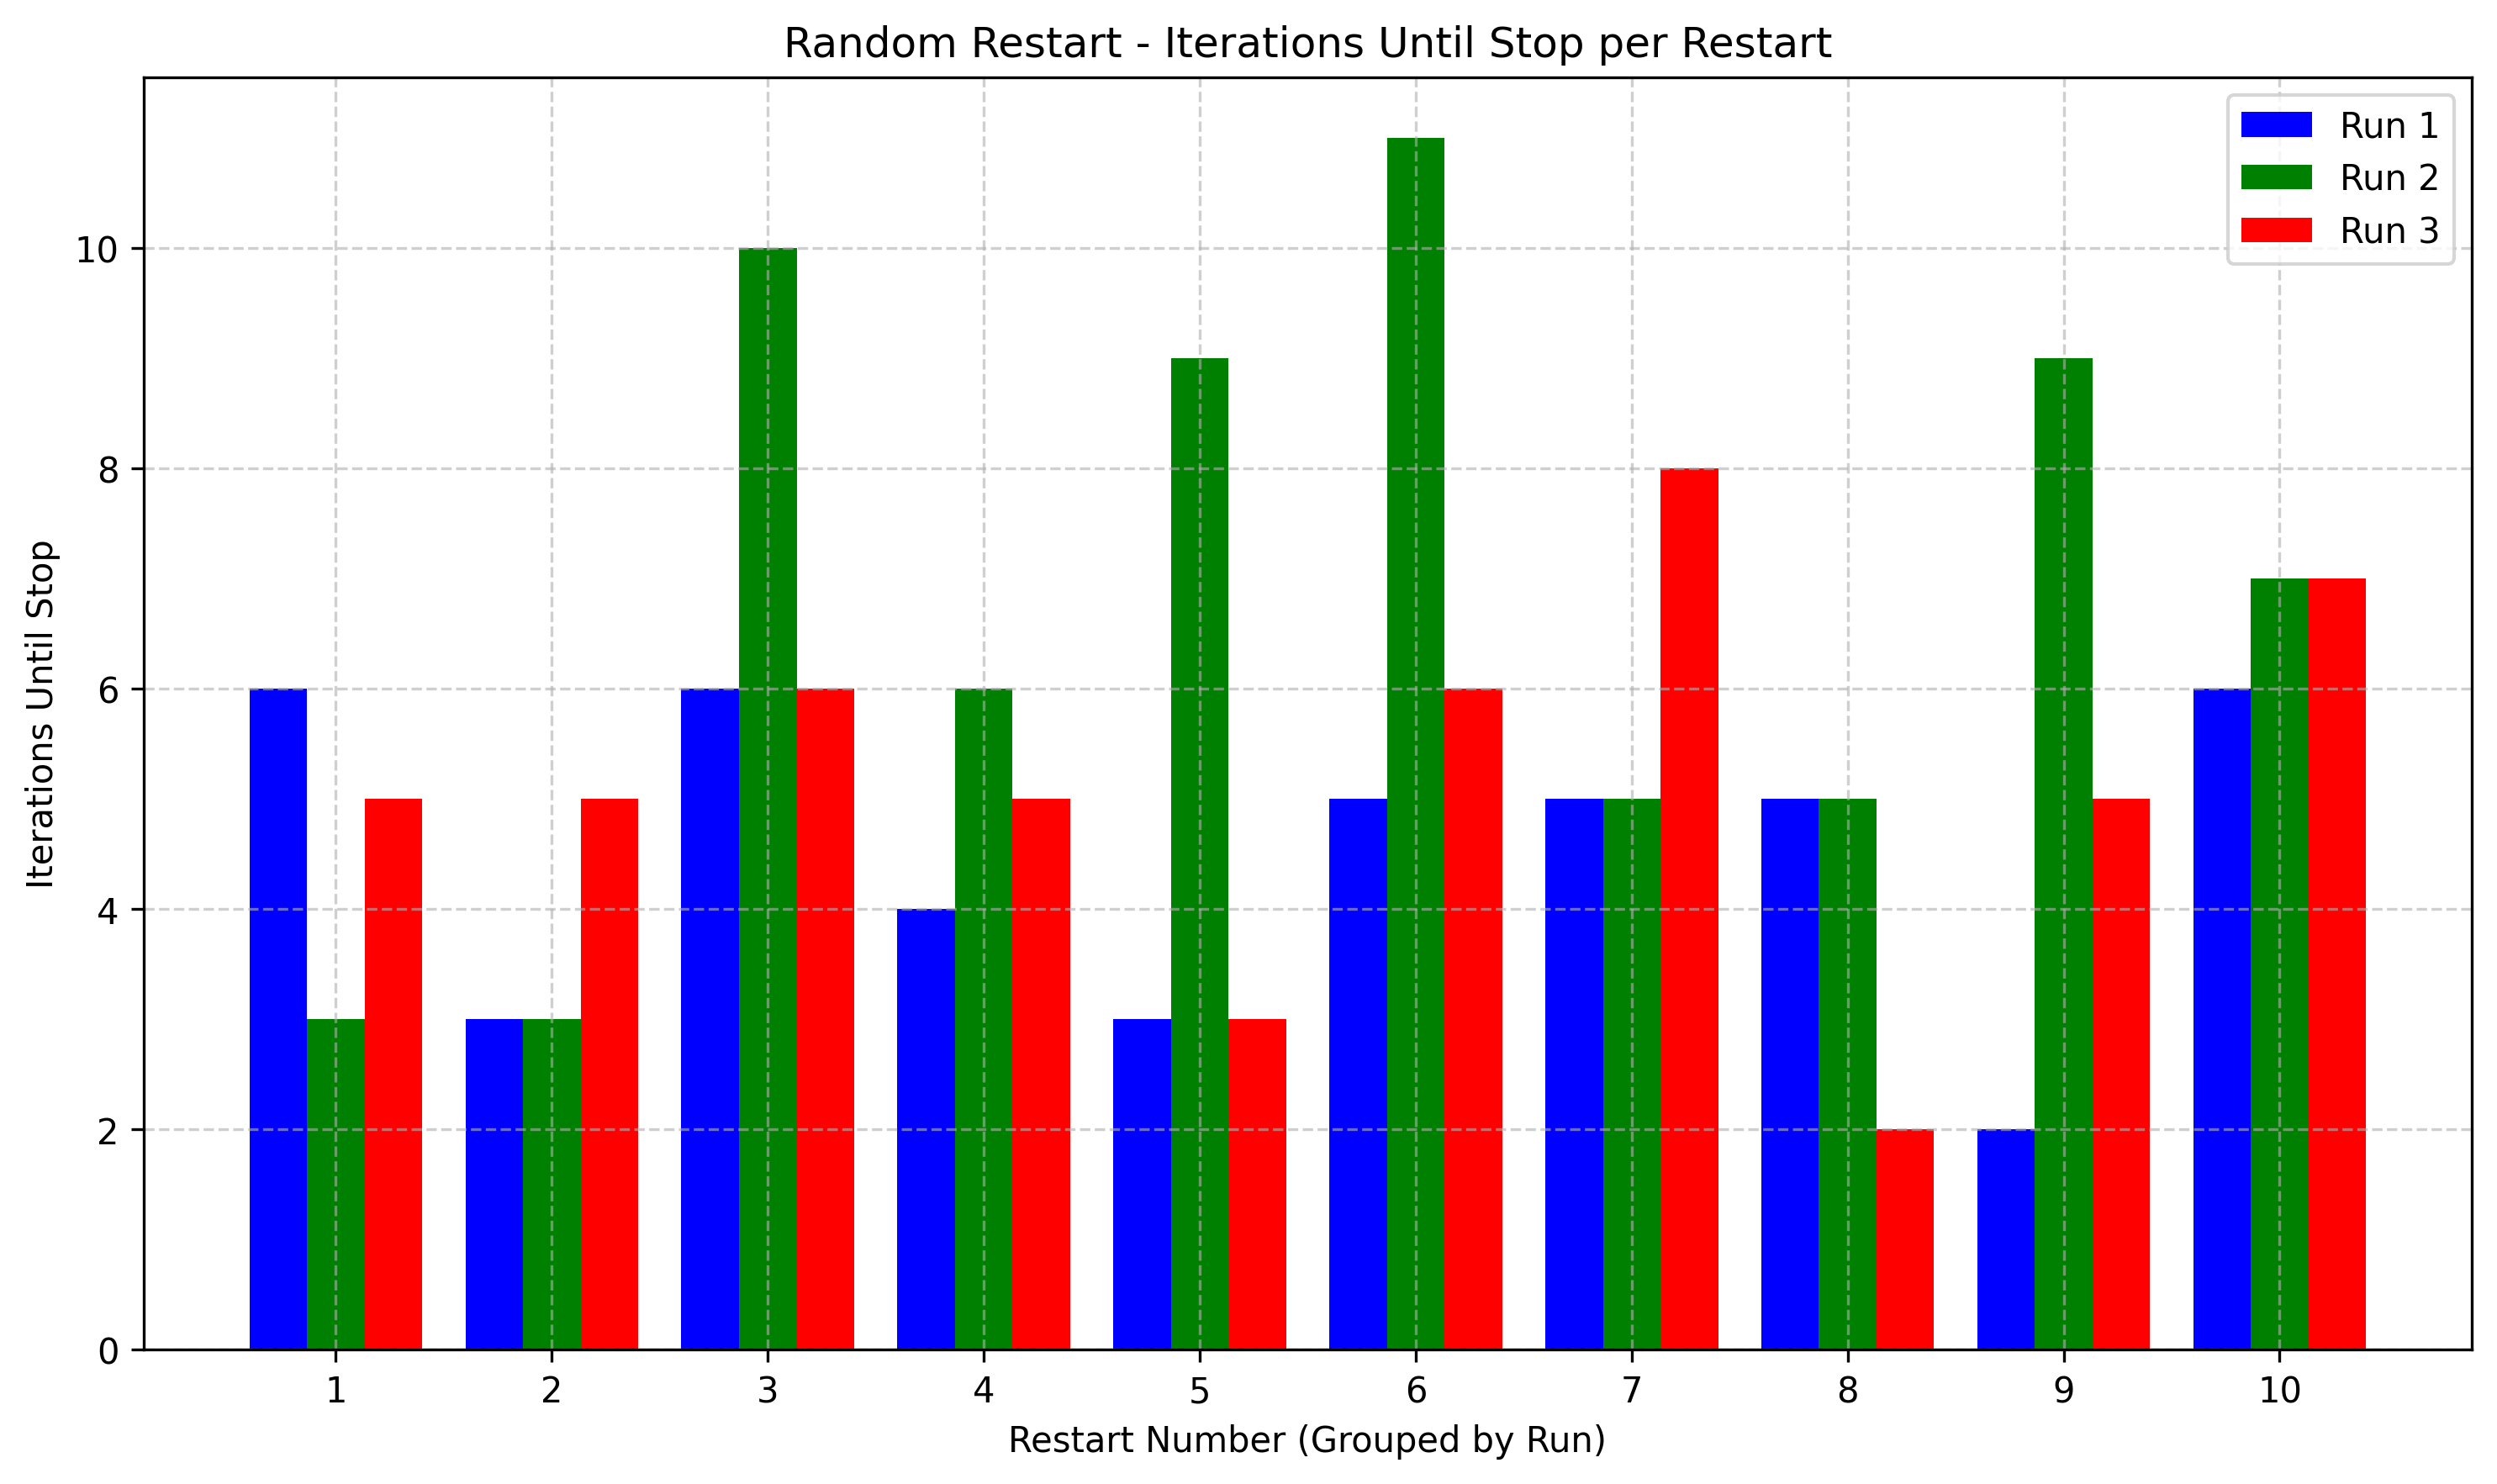 Random Restart - Iterations Until Stop per Restart
Run 1
Run 2
Run 3
Iterations Until Stop
10
8
6
4
2
0
1 2 3 4 5 6 7 8 9 10
Restart Number (Grouped by Run)